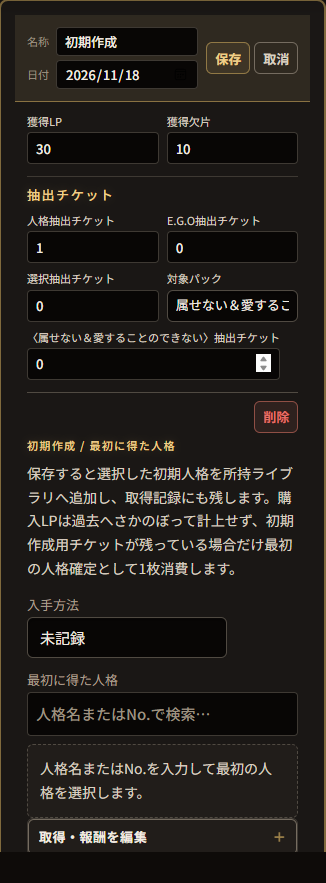 名称 初期作成
日付 2026/11/18
保存 取消
獲得LP 獲得欠片
30 10
抽出チケット
人格抽出チケット E.G.O抽出チケット
1 0
選択抽出チケット 対象パック
0 属せない＆愛するこ
〈属せない＆愛することのできない〉抽出チケット
0
削除
初期作成 / 最初に得た人格
保存すると選択した初期人格を所持ライブ
ラリへ追加し、取得記録にも残します。購
入LPは過去へさかのぼって計上せず、初期
作成用チケットが残っている場合だけ最初
の人格確定として1枚消費します。
入手方法
未記録
最初に得た人格
人格名またはNo.で検索…
人格名またはNo.を入力して最初の人
格を選択します。
取得・報酬を編集 +